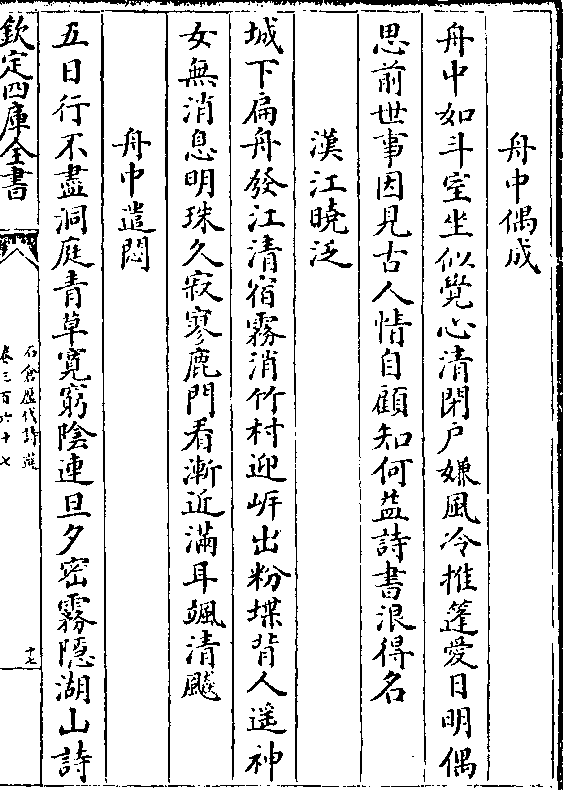 舟中偶成
舟中如斗室坐似覺心清閉户嫌風冷推篷愛日明偶
思前世事因見古人情自顧知何益詩書浪得名
漢江曉泛
城下扁舟發江清宿霧消竹村迎岍出粉堞背人遥神
女無消息明珠久寂寥鹿門看漸近滿耳颯清飈
舟中遣悶
五日行不盡洞庭青草寛窮陰連旦夕密霧隱湖山詩
欽定四庫全書
石倉歴代詩選
卷三百六十七
十七